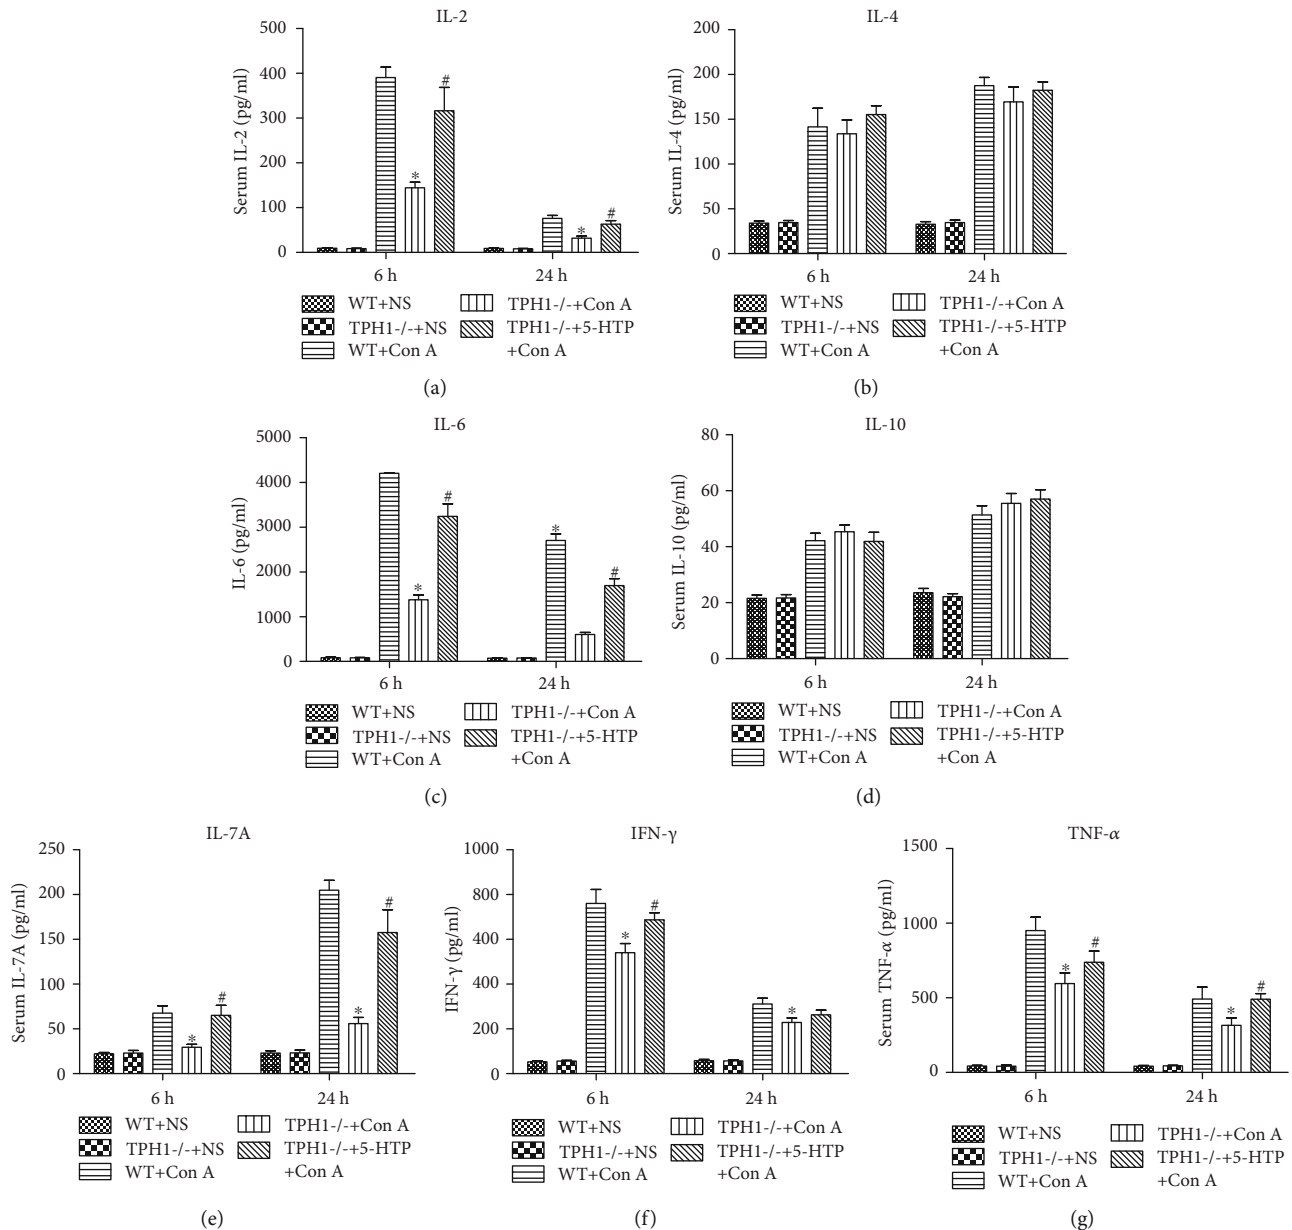 IL-2
Serum IL-2 (pg/ml)
500
400
300
200
100
0
6 h
24 h
WT+NS
TPH1-/-+NS
WT+Con A
TPH1-/-+Con A
TPH1-/-+5-HTP
+Con A
*
#
*
#
(a)
IL-4
Serum IL-4 (pg/ml)
250
200
150
100
50
0
6 h
24 h
WT+NS
TPH1-/-+NS
WT+Con A
TPH1-/-+Con A
TPH1-/-+5-HTP
+Con A
(b)
IL-6
IL-6 (pg/ml)
5000
4000
3000
2000
1000
0
6 h
24 h
*
#
*
#
WT+NS
TPH1-/-+NS
WT+Con A
TPH1-/-+Con A
TPH1-/-+5-HTP
+Con A
(c)
IL-10
Serum IL-10 (pg/ml)
80
60
40
20
0
6 h
24 h
WT+NS
TPH1-/-+NS
WT+Con A
TPH1-/-+Con A
TPH1-/-+5-HTP
+Con A
(d)
IL-7A
Serum IL-7A (pg/ml)
250
200
150
100
50
0
6 h
24 h
*
#
*
#
WT+NS
TPH1-/-+NS
WT+Con A
TPH1-/-+Con A
TPH1-/-+5-HTP
+Con A
(e)
IFN-γ
IFN-γ (pg/ml)
1000
800
400
400
200
0
6 h
24 h
*
#
*
WT+NS
TPH1-/-+NS
WT+Con A
TPH1-/-+Con A
TPH1-/-+5-HTP
+Con A
(f)
TNF-α
Serum TNF-α (pg/ml)
1500
1000
500
0
6 h
24 h
*
#
*
#
WT+NS
TPH1-/-+NS
WT+Con A
TPH1-/-+Con A
TPH1-/-+5-HTP
+Con A
(g)